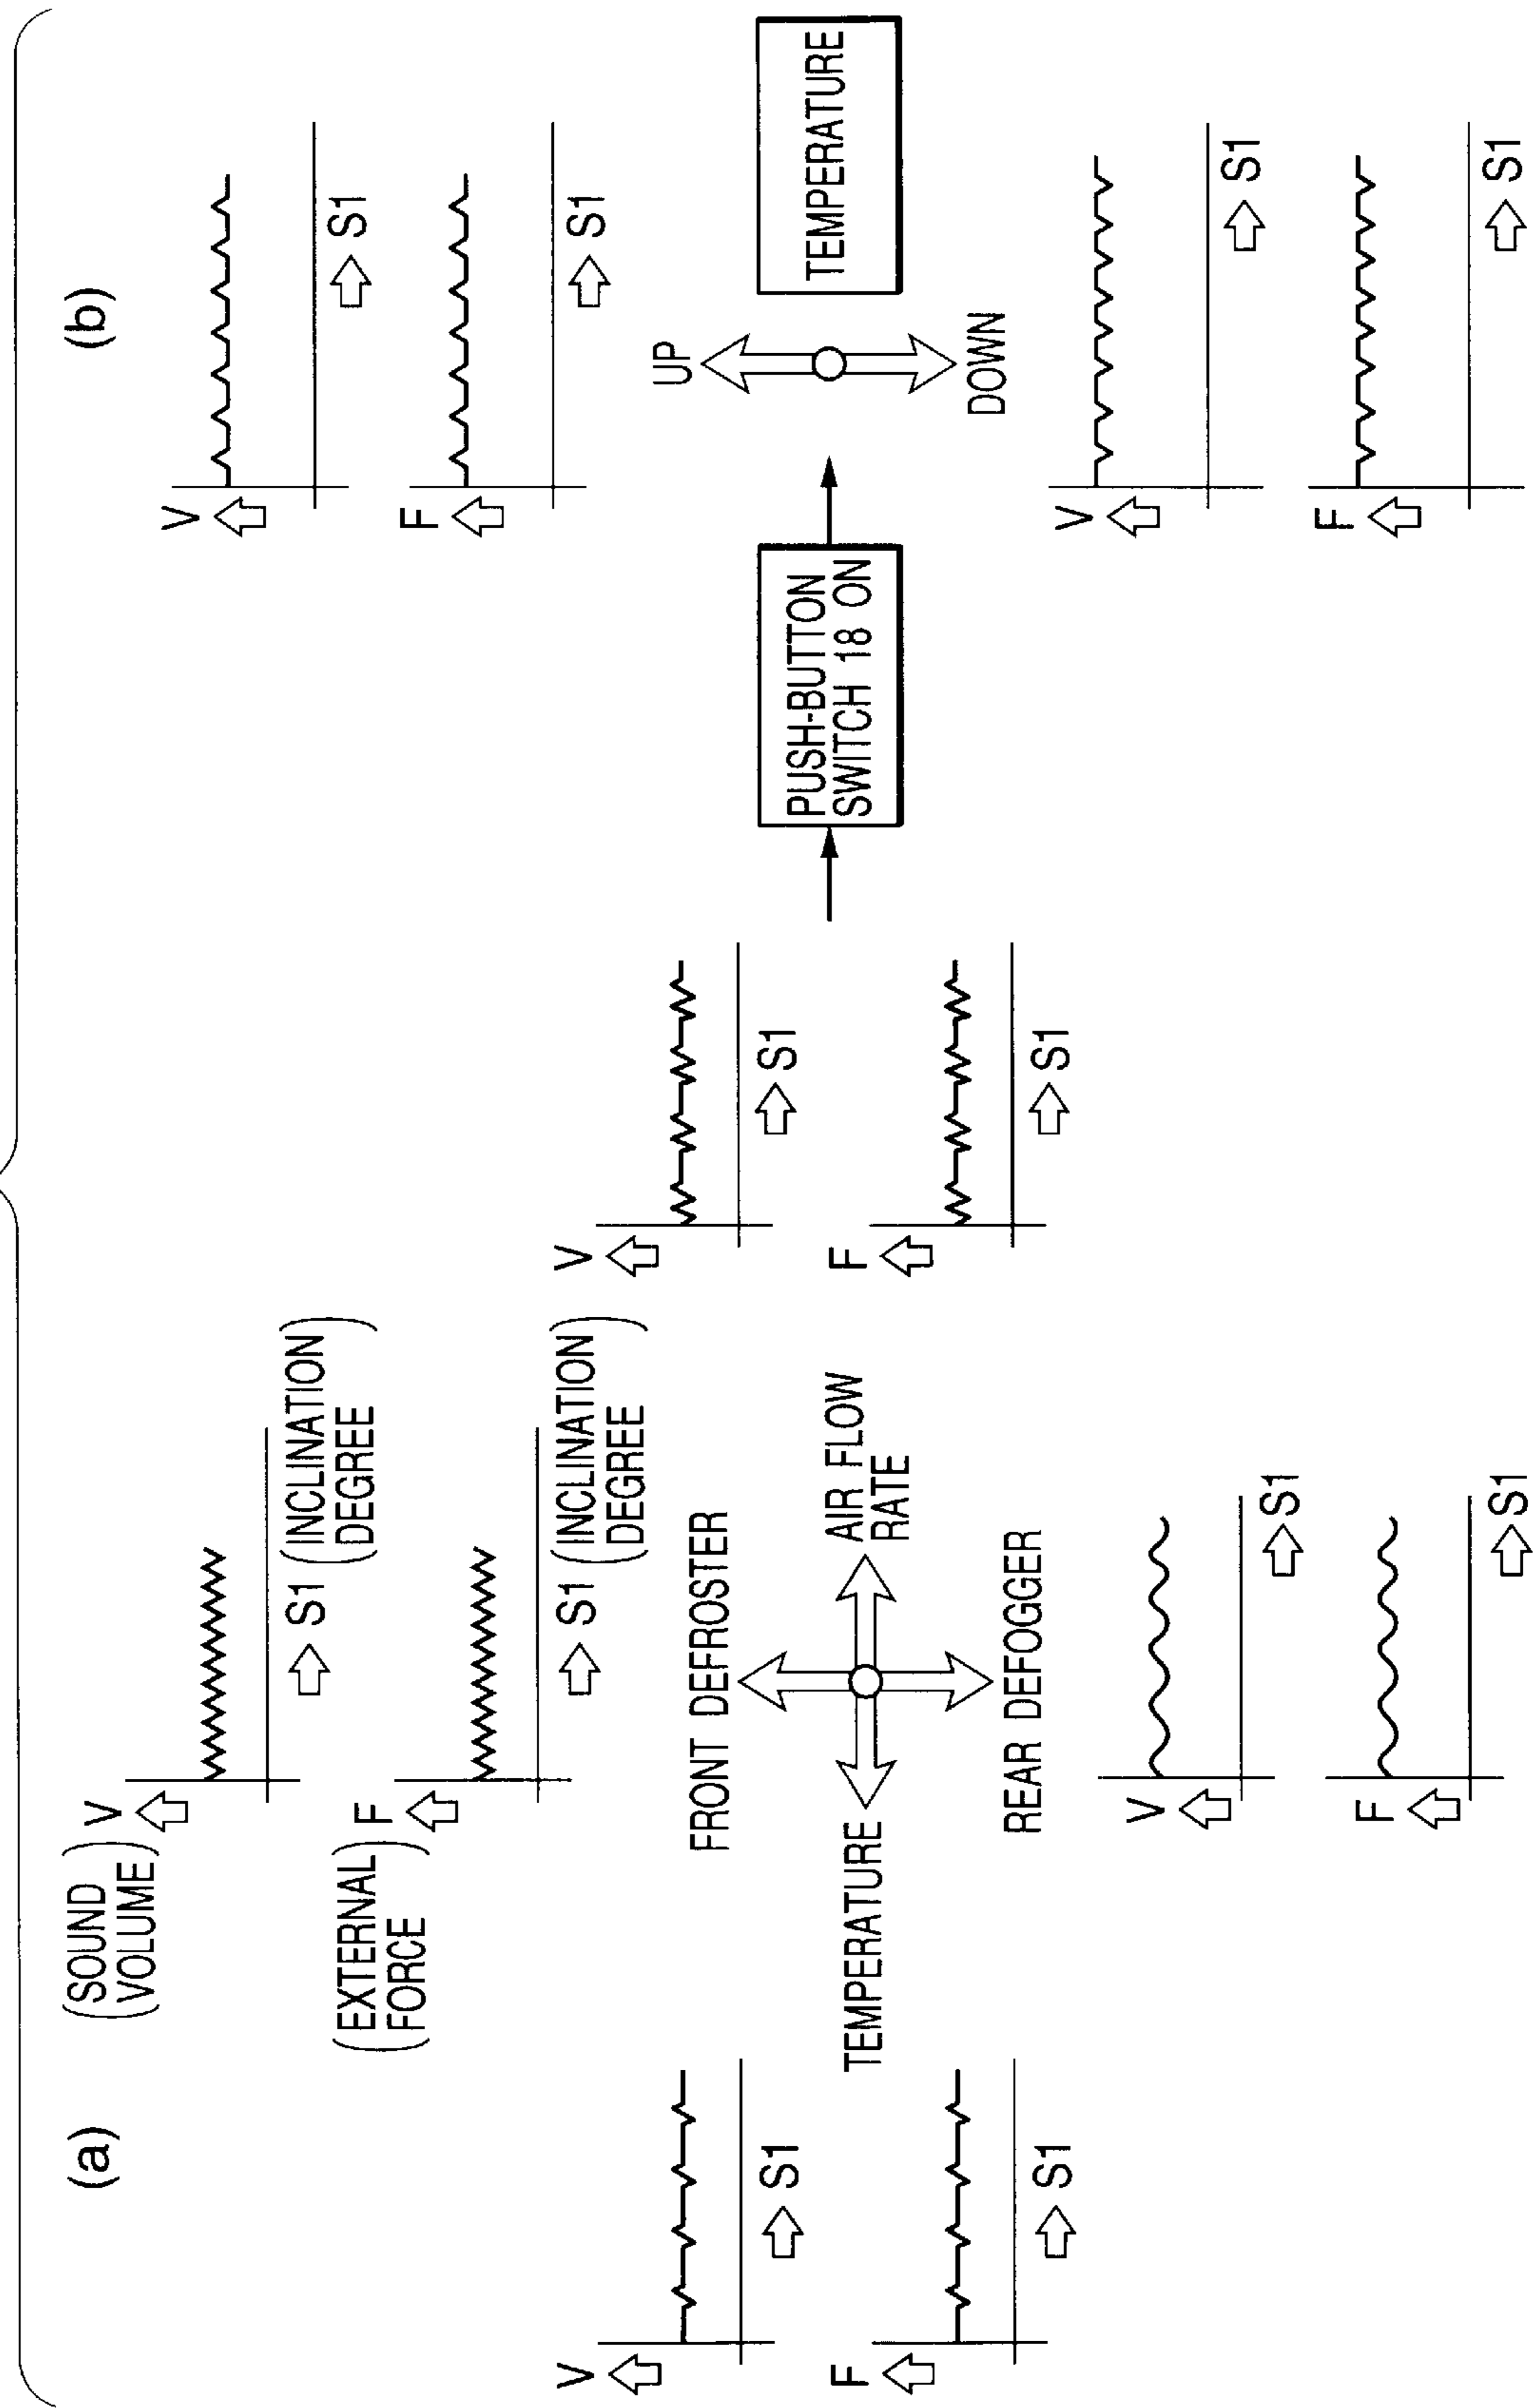 (a)
(SOUND
VOLUME)
V
S1 (INCLINATION
DEGREE)
(EXTERNAL
FORCE)
F
S1 (INCLINATION
DEGREE)
V
S1
F
S1
FRONT DEFROSTER
TEMPERATURE
AIR FLOW
RATE
REAR DEFOGGER
V
S1
F
S1
V
S1
F
S1
PUSH-BUTTON
SWITCH 18 ON
(b)
V
S1
F
S1
UP
DOWN
TEMPERATURE
V
S1
F
S1